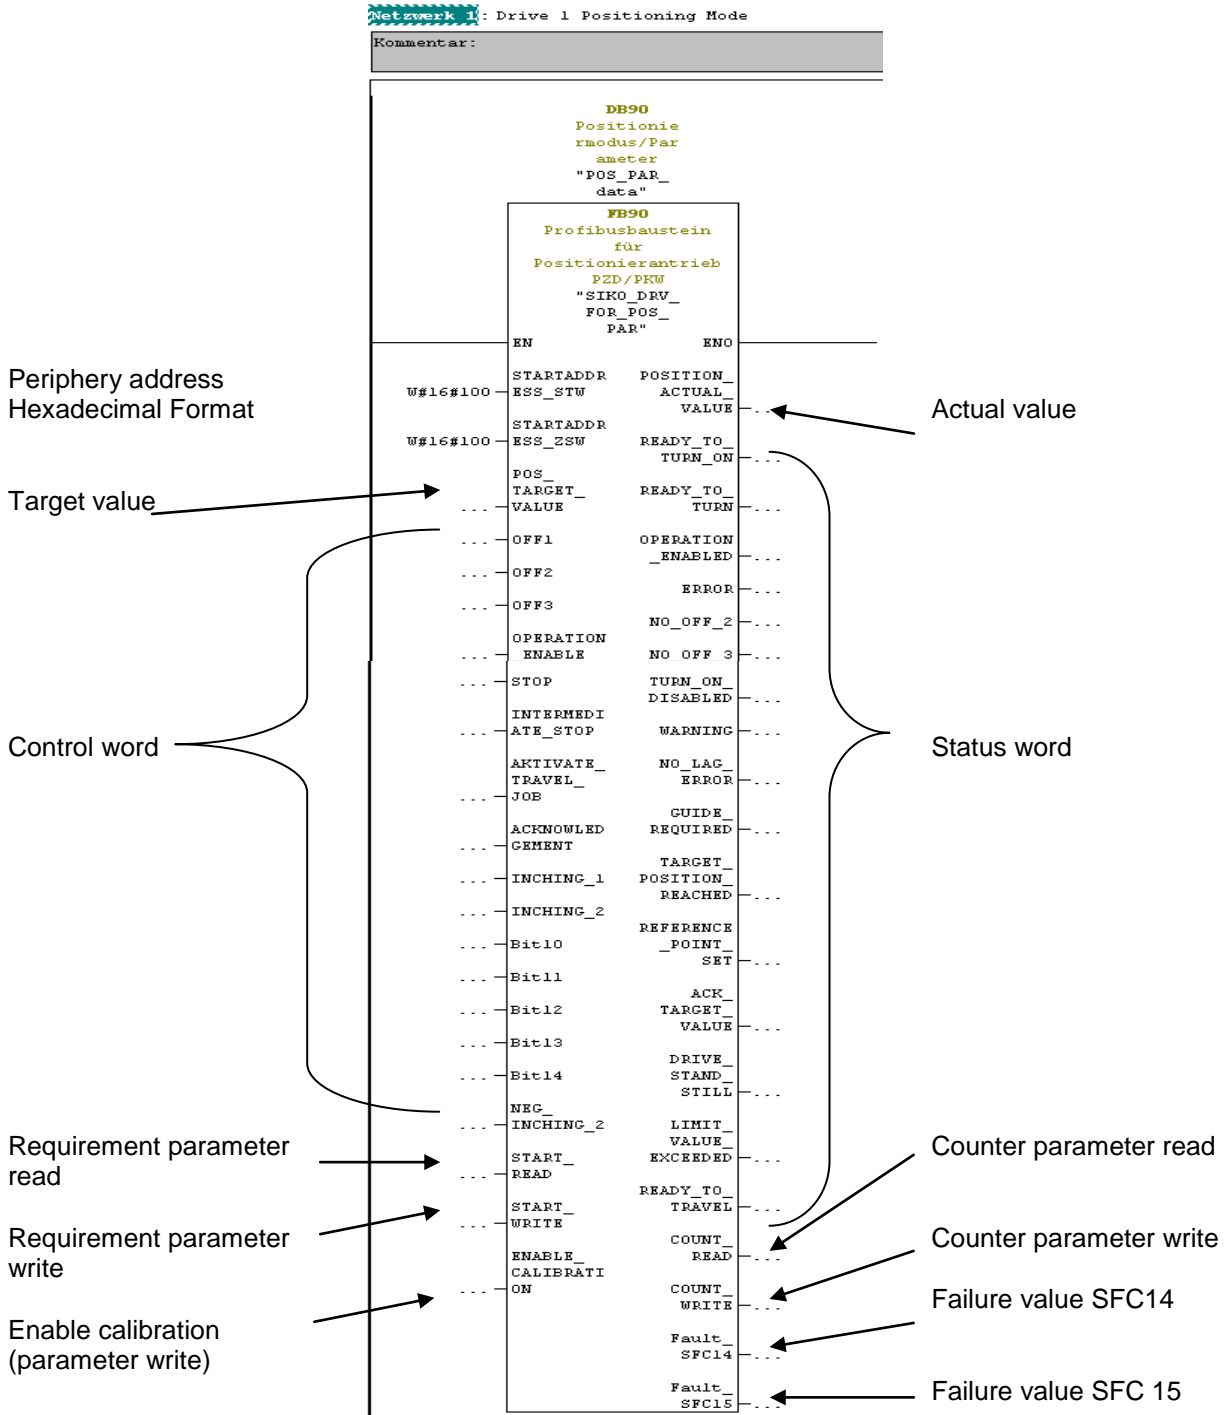 Netzwerk 1: Drive 1 Positioning Mode
Kommentar:
DB90
Positionie
rmodus/Par
ameter
"POS_PAR_
data"
FB90
Profibusbaustein
für
Positionierantrieb
PZD/PKW
"SIKO_DRV_
FOR_POS_
PAR"
EN
ENO
Periphery address
Hexadecimal Format
W#16#100
STARTADDR
ESS_STW
W#16#100
STARTADDR
ESS_ZSW
Target value
...
POS_
TARGET_
VALUE
Control word
...
OFF1
...
OFF2
...
OFF3
...
OPERATION
_ENABLE
...
STOP
...
INTERMEDI
ATE_STOP
...
AKTIVATE_
TRAVEL_
JOB
...
ACKNOWLED
GEMENT
...
INCHING_1
...
INCHING_2
...
Bit10
...
Bit11
...
Bit12
...
Bit13
...
Bit14
...
NEG_
INCHING_2
Requirement parameter
read
...
START_
READ
Requirement parameter
write
...
START_
WRITE
Enable calibration
(parameter write)
...
ENABLE_
CALIBRATI
ON
POSITION_
ACTUAL_
VALUE
...
Actual value
READY_TO_
TURN_ON
...
READY_TO_
TURN
...
OPERATION
_ENABLED
...
ERROR
...
NO_OFF_2
...
NO_OFF_3
...
TURN_ON_
DISABLED
...
WARNING
...
Status word
NO_LAG_
ERROR
...
GUIDE_
REQUIRED
...
TARGET_
POSITION_
REACHED
...
REFERENCE
_POINT_
SET
...
ACK_
TARGET_
VALUE
...
DRIVE_
STAND_
STILL
...
LIMIT_
VALUE_
EXCEEDED
...
READY_TO_
TRAVEL
...
COUNT_
READ
...
Counter parameter read
COUNT_
WRITE
...
Counter parameter write
Fault_
SFC14
...
Failure value SFC14
Fault_
SFC15
...
Failure value SFC 15